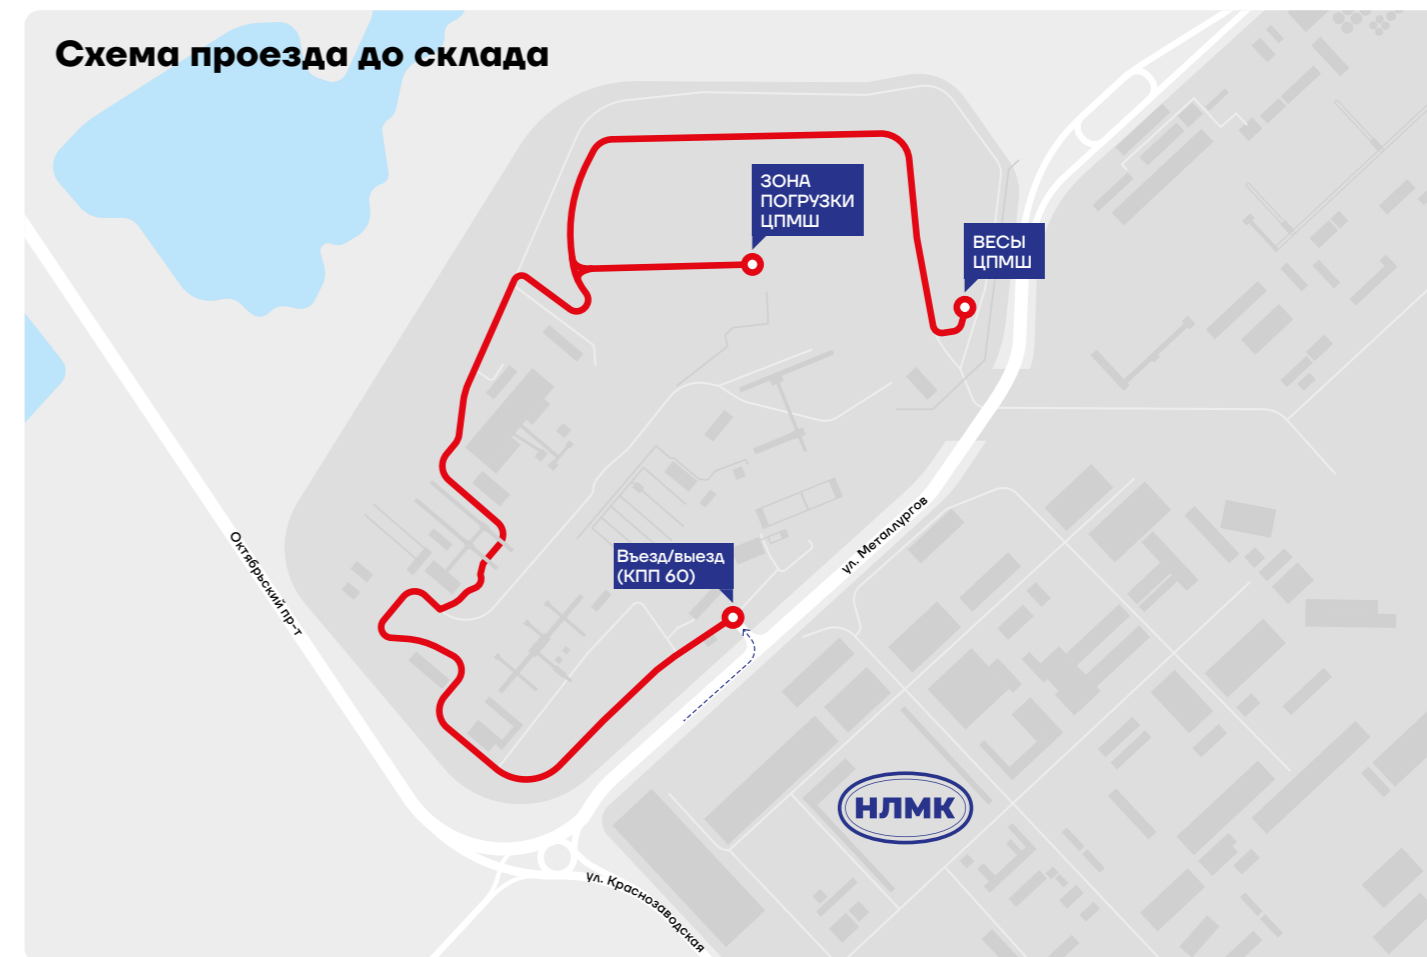 Схема проезда до склада
ЗОНА
ПОГРУЗКИ
ЦПМШ
ВЕСЫ
ЦПМШ
Въезд/выезд
(КПП 60)
ул. Металлургов
Октябрьский пр-т
НЛМК
ул. Краснозаводская